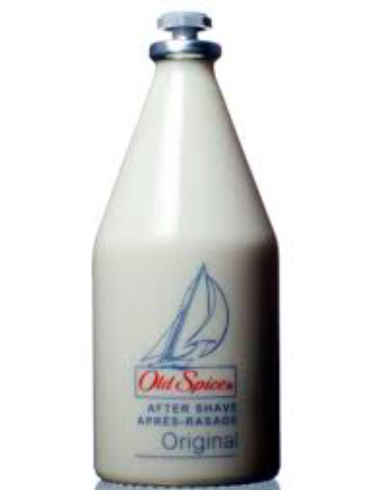 Old Spice
AFTER SHAVE
APRÈS-RASAGE
Original